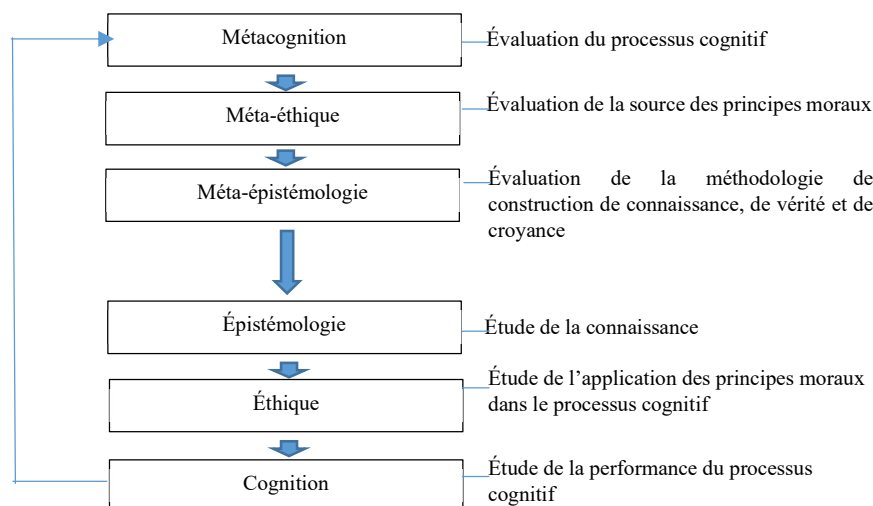 Métacognition
Évaluation du processus cognitif
Méta-éthique
Évaluation de la source des principes moraux
Méta-épistémologie
Évaluation de la méthodologie de
construction de connaissance, de vérité et de
croyance
Épistémologie
Étude de la connaissance
Éthique
Étude de l’application des principes moraux
dans le processus cognitif
Cognition
Étude de la performance du processus
cognitif